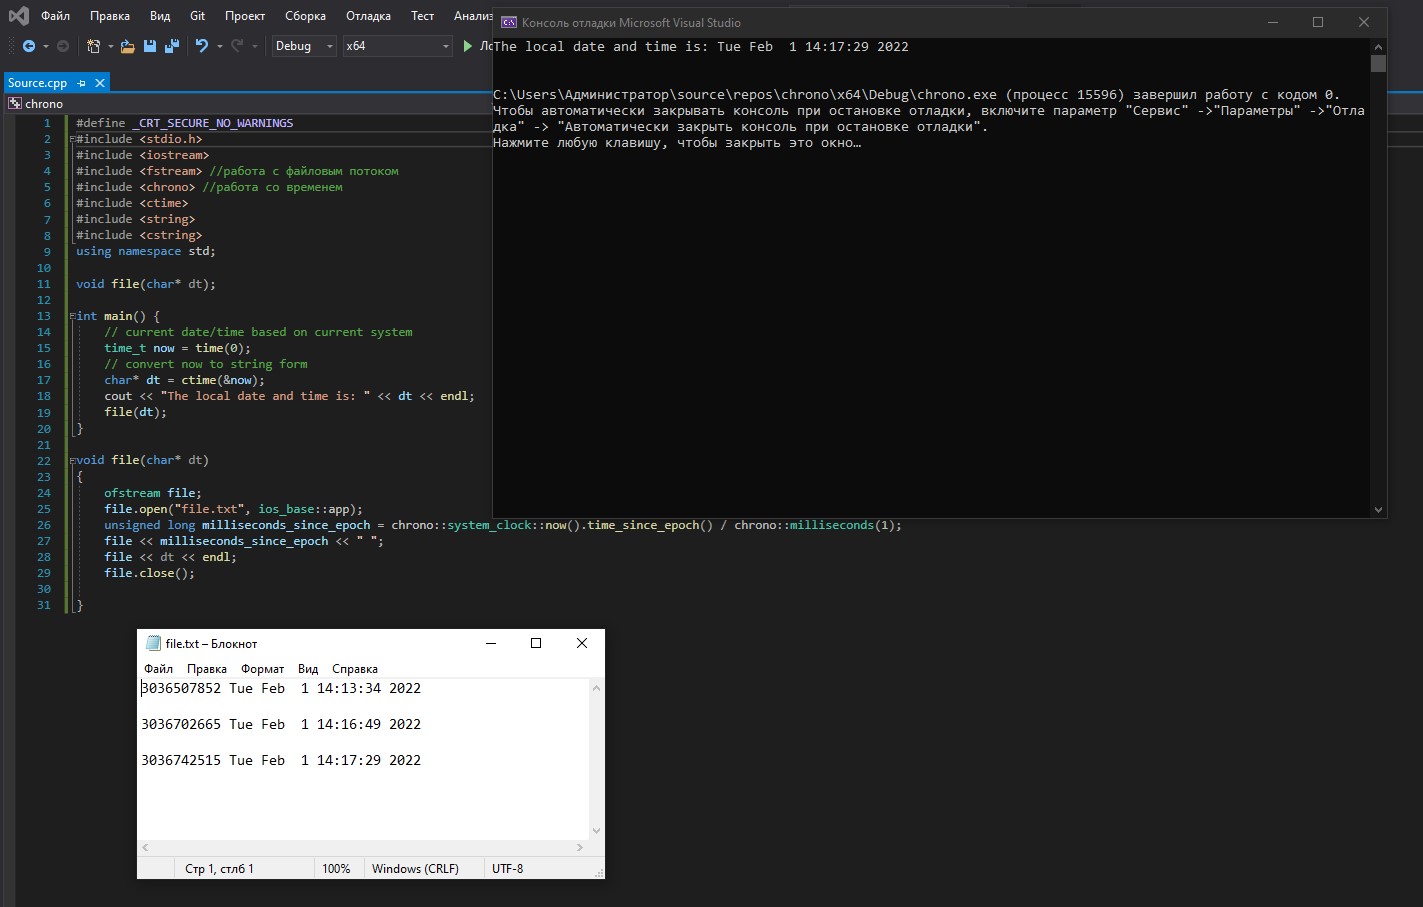 Файл Правка Вид Git Проект Сборка Отладка Тест Анализ
Debug x64
Source.cpp
chrono
1 #define _CRT_SECURE_NO_WARNINGS
2 #include <stdio.h>
3 #include <iostream>
4 #include <fstream> //работа с файловым потоком
5 #include <chrono> //работа со временем
6 #include <ctime>
7 #include <string>
8 #include <cstring>
9 using namespace std;
10
11 void file(char* dt);
12
13 int main() {
14 // current date/time based on current system
15 time_t now = time(0);
16 // convert now to string form
17 char* dt = ctime(&now);
18 cout << "The local date and time is: " << dt << endl;
19 file(dt);
20 }
21
22 void file(char* dt)
23 {
24 ofstream file;
25 file.open("file.txt", ios_base::app);
26 unsigned long milliseconds_since_epoch = chrono::system_clock::now().time_since_epoch() / chrono::milliseconds(1);
27 file << milliseconds_since_epoch << " ";
28 file << dt << endl;
29 file.close();
30
31 }
Консоль отладки Microsoft Visual Studio
The local date and time is: Tue Feb  1 14:17:29 2022
C:\Users\Администратор\source\repos\chrono\x64\Debug\chrono.exe (процесс 15596) завершил работу с кодом 0.
Чтобы автоматически закрывать консоль при остановке отладки, включите параметр "Сервис" ->"Параметры" ->"Отла
дка" -> "Автоматически закрыть консоль при остановке отладки".
Нажмите любую клавишу, чтобы закрыть это окно…
file.txt – Блокнот
Файл Правка Формат Вид Справка
3036507852 Tue Feb  1 14:13:34 2022
3036702665 Tue Feb  1 14:16:49 2022
3036742515 Tue Feb  1 14:17:29 2022
Стр 1, стлб 1 100% Windows (CRLF) UTF-8